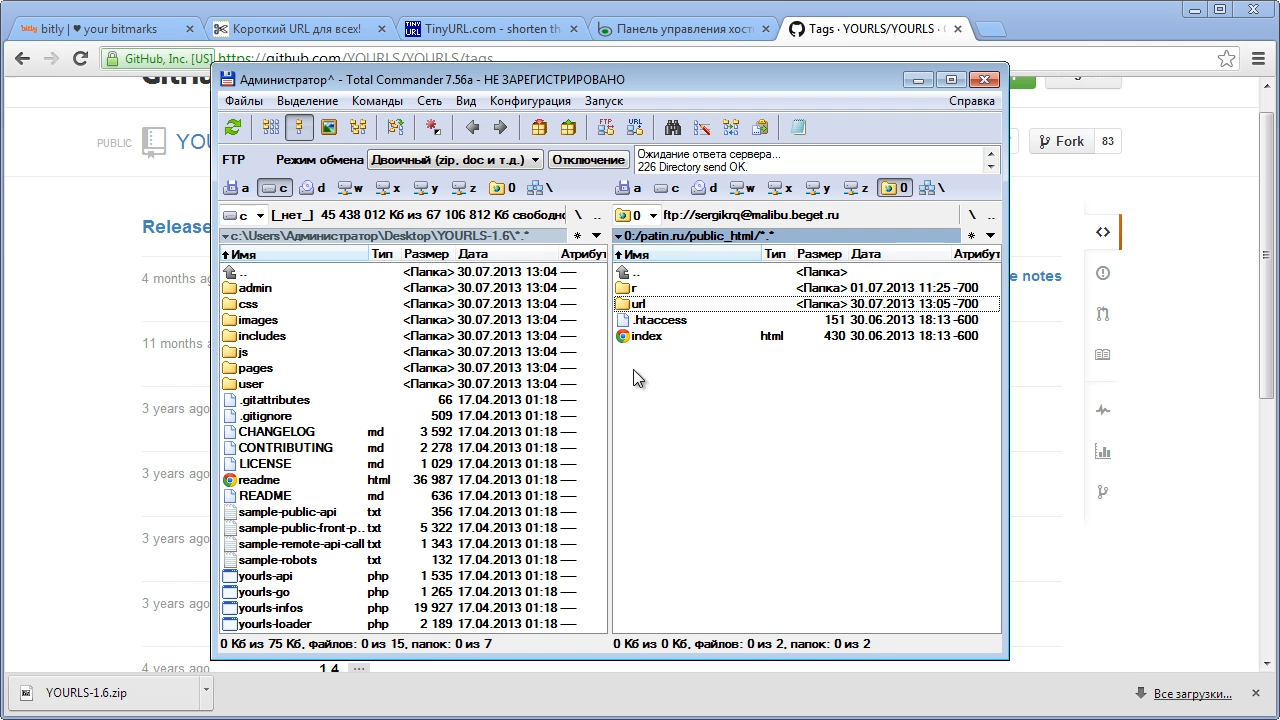 bitly | ♥ your bitmarks
Короткий URL для всех!
TinyURL.com - shorten th
Панель управления хост
Tags · YOURLS/YOURLS ·
GitHub, Inc. [US] https://github.com/YOURLS/YOURLS/tags
PUBLIC
YOU
Fork 83
Release
4 months ago
e notes
11 months a
3 years ago
3 years ago
3 years ago
3 years ago
4 years ago
1.4
Администратор^ - Total Commander 7.56a - НЕ ЗАРЕГИСТРИРОВАНО
Файлы Выделение Команды Сеть Вид Конфигурация Запуск Справка
FTP Режим обмена Двоичный (zip, doc и т.д.) Отключение
Ожидание ответа сервера...
226 Directory send OK.
a c d w x y z 0 \
a c d w x y z 0 \
c [_нет_] 45 438 012 Кб из 67 106 812 Кб свободно \ ..
0 ftp://sergikrq@malibu.beget.ru \ ..
c:\Users\Администратор\Desktop\YOURLS-1.6\*.* *
0:/patin.ru/public_html/*.* *
Имя Тип Размер Дата Атрибут
.. <Папка> 30.07.2013 13:04 —
admin <Папка> 30.07.2013 13:04 —
css <Папка> 30.07.2013 13:04 —
images <Папка> 30.07.2013 13:04 —
includes <Папка> 30.07.2013 13:04 —
js <Папка> 30.07.2013 13:04 —
pages <Папка> 30.07.2013 13:04 —
user <Папка> 30.07.2013 13:04 —
.gitattributes 66 17.04.2013 01:18 —
.gitignore 509 17.04.2013 01:18 —
CHANGELOG md 3 592 17.04.2013 01:18 —
CONTRIBUTING md 2 278 17.04.2013 01:18 —
LICENSE md 1 029 17.04.2013 01:18 —
readme html 36 987 17.04.2013 01:18 —
README md 636 17.04.2013 01:18 —
sample-public-api txt 356 17.04.2013 01:18 —
sample-public-front-p.. txt 5 322 17.04.2013 01:18 —
sample-remote-api-call txt 1 343 17.04.2013 01:18 —
sample-robots txt 132 17.04.2013 01:18 —
yourls-api php 1 535 17.04.2013 01:18 —
yourls-go php 1 265 17.04.2013 01:18 —
yourls-infos php 19 927 17.04.2013 01:18 —
yourls-loader php 2 189 17.04.2013 01:18 —
0 Кб из 75 Кб, файлов: 0 из 15, папок: 0 из 7
Имя Тип Размер Дата Атрибут
.. <Папка>
r <Папка> 01.07.2013 11:25 -700
url <Папка> 30.07.2013 13:05 -700
.htaccess 151 30.06.2013 18:13 -600
index html 430 30.06.2013 18:13 -600
0 Кб из 0 Кб, файлов: 0 из 2, папок: 0 из 2
YOURLS-1.6.zip
Все загрузки...